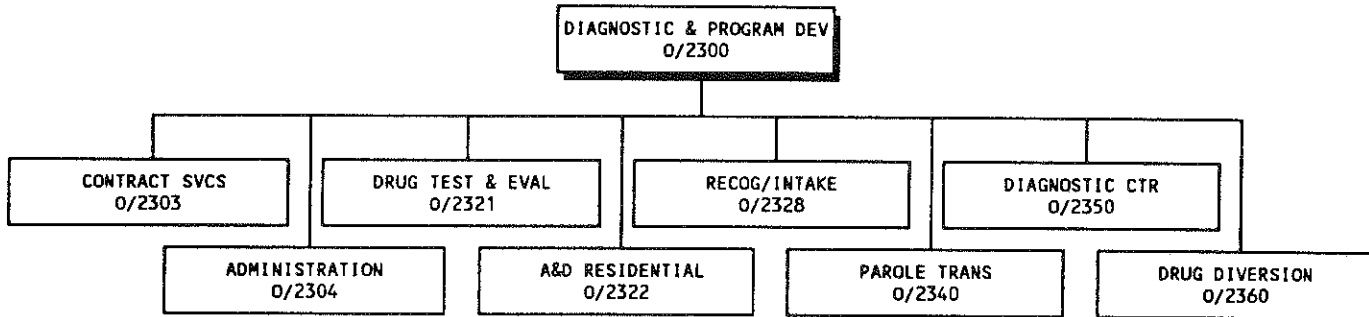 DIAGNOSTIC & PROGRAM DEV
0/2300
CONTRACT SVCS
0/2303
DRUG TEST & EVAL
0/2321
RECOG/INTAKE
0/2328
DIAGNOSTIC CTR
0/2350
ADMINISTRATION
0/2304
A&D RESIDENTIAL
0/2322
PAROLE TRANS
0/2340
DRUG DIVERSION
0/2360